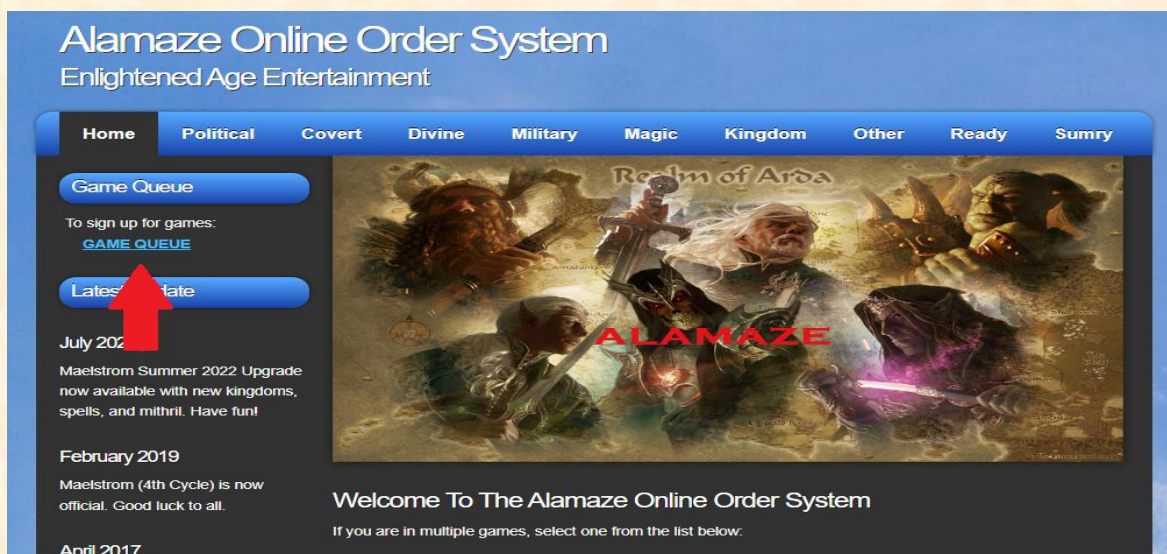 Alamaze Online Order System
Enlightened Age Entertainment
Home Political Covert Divine Military Magic Kingdom Other Ready Sumry
Game Queue
To sign up for games:
GAME QUEUE
Latest
July
Maelstrom Summer 2022 Upgrade
now available with new kingdoms,
spells, and mithril. Have fun!
February 2019
Maelstrom (4th Cycle) is now
official. Good luck to all.
April 2017
Realm of Arda
ALAMAZE
Welcome To The Alamaze Online Order System
If you are in multiple games, select one from the list below: